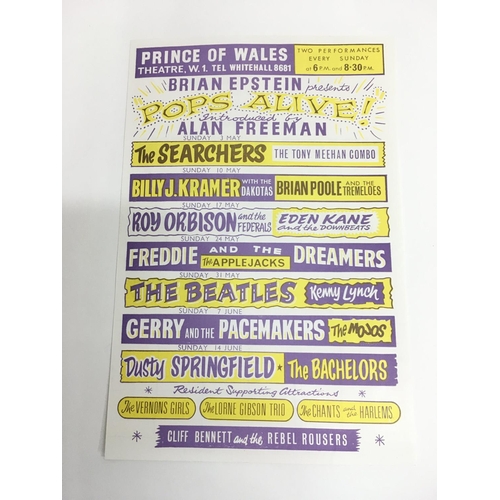 PRINCE OF WALES
THEATRE, W.1. TEL WHITEHALL 8681
TWO PERFORMANCES
EVERY SUNDAY
at 6 P.M. and 8·30 P.M.
BRIAN EPSTEIN presents
POPS ALIVE!
Introduced by
ALAN FREEMAN
SUNDAY 3 MAY
The SEARCHERS THE TONY MEEHAN COMBO
SUNDAY 10 MAY
BILLY J. KRAMER WITH THE DAKOTAS BRIAN POOLE AND THE TREMELOES
SUNDAY 17 MAY
ROY ORBISON and the FEDERALS EDEN KANE and the DOWNBEATS
SUNDAY 24 MAY
FREDDIE AND THE DREAMERS
The APPLEJACKS
SUNDAY 31 MAY
THE BEATLES Kenny Lynch
SUNDAY 7 JUNE
GERRY AND THE PACEMAKERS The MOJOS
SUNDAY 14 JUNE
Dusty SPRINGFIELD ★ The BACHELORS
Resident Supporting Attractions
The VERNONS GIRLS The LORNE GIBSON TRIO The CHANTS and the HARLEMS
CLIFF BENNETT and the REBEL ROUSERS